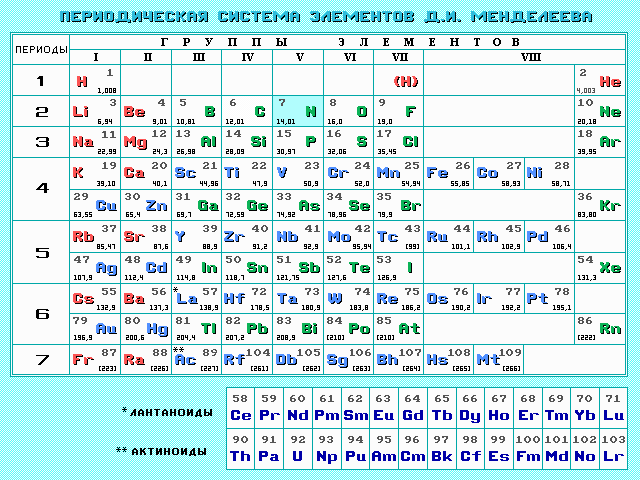 ПЕРИОДИЧЕСКАЯ СИСТЕМА ЭЛЕМЕНТОВ Д.И. МЕНДЕЛЕЕВА
ПЕРИОДЫ
Г Р У П П Ы Э Л Е М Е Н Т О В
I II III IV V VI VII VIII
1 H 1 1,008 (H) 2 He 4,003
2 Li 3 6,94 Be 4 9,01 5 B 10,81 6 C 12,01 7 N 14,01 8 O 16,0 9 F 19,0 10 Ne 20,18
3 Na 11 22,99 Mg 12 24,3 13 Al 26,98 14 Si 28,09 15 P 30,97 16 S 32,06 17 Cl 35,45 18 Ar 39,95
4 K 19 39,10 Ca 20 40,1 Sc 21 44,96 Ti 22 47,9 V 23 50,9 Cr 24 52,0 Mn 25 54,94 Fe 26 55,85 Co 27 58,93 Ni 28 58,71
29 Cu 63,55 30 Zn 65,4 31 Ga 69,7 32 Ge 72,59 33 As 74,92 34 Se 78,96 35 Br 79,9 36 Kr 83,80
5 Rb 37 85,47 Sr 38 87,6 Y 39 88,9 Zr 40 91,2 Nb 41 92,9 Mo 42 95,94 Tc 43 (99) Ru 44 101,1 Rh 45 102,9 Pd 46 106,4
47 Ag 107,9 48 Cd 112,4 49 In 114,8 50 Sn 118,7 51 Sb 121,75 52 Te 127,6 53 I 126,9 54 Xe 131,3
6 Cs 55 132,9 Ba 56 137,3 * La 57 138,9 Hf 72 178,5 Ta 73 180,9 W 74 183,8 Re 75 186,2 Os 76 190,2 Ir 77 192,2 Pt 78 195,1
79 Au 196,9 80 Hg 200,6 81 Tl 204,4 82 Pb 207,2 83 Bi 208,9 84 Po (210) 85 At (210) 86 Rn (222)
7 Fr 87 (223) Ra 88 (226) ** Ac 89 (227) Rf 104 (261) Db 105 (262) Sg 106 (263) Bh 107 (264) Hs 108 (265) Mt 109 (266)
58 59 60 61 62 63 64 65 66 67 68 69 70 71
*ЛАНТАНОИДЫ Ce Pr Nd Pm Sm Eu Gd Tb Dy Ho Er Tm Yb Lu
90 91 92 93 94 95 96 97 98 99 100 101 102 103
** АКТИНОИДЫ Th Pa U Np Pu Am Cm Bk Cf Es Fm Md No Lr